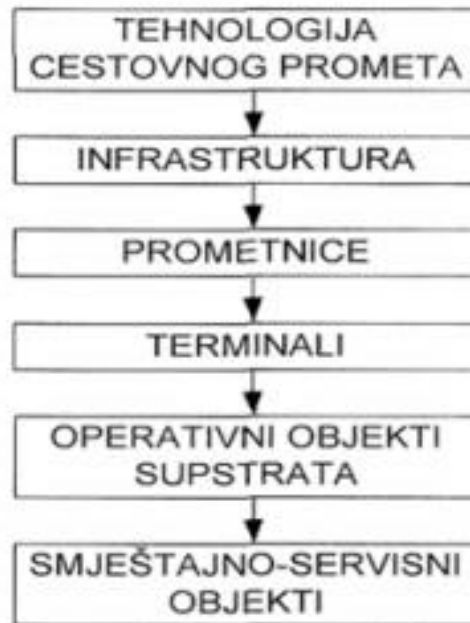 TEHNOLOGIJA
CESTOVNOG PROMETA
INFRASTRUKTURA
PROMETNICE
TERMINALI
OPERATIVNI OBJEKTI
SUPSTRATA
SMJEŠTAJNO-SERVISNI
OBJEKTI